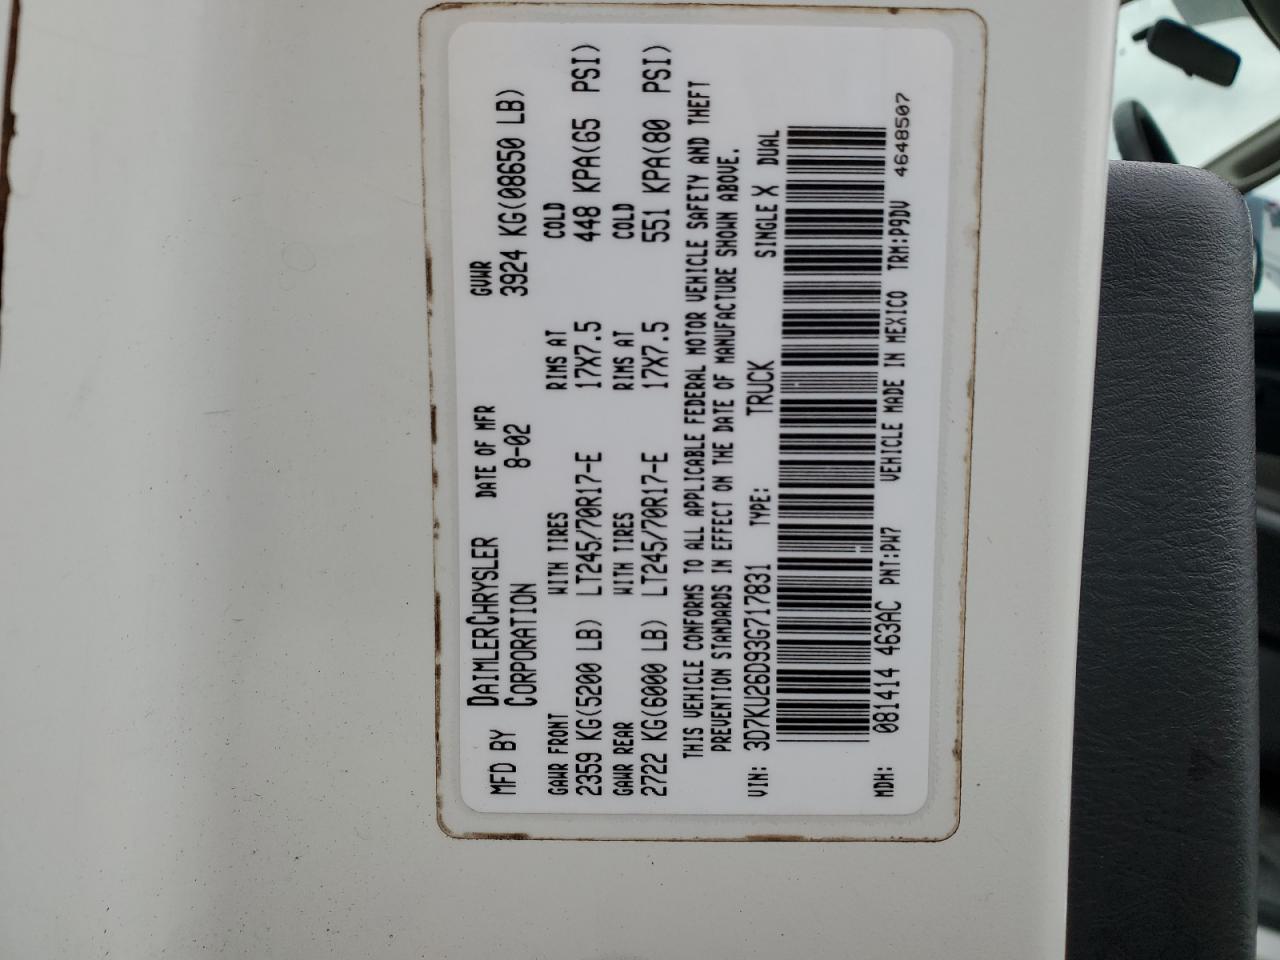 MFD BY DAIMLERCHRYSLER CORPORATION DATE OF MFR 8-02 GVWR 3924 KG(08650 LB)
GAWR FRONT WITH TIRES RIMS AT COLD
2359 KG(5200 LB) LT245/70R17-E 17X7.5 448 KPA(65 PSI)
GAWR REAR WITH TIRES RIMS AT COLD
2722 KG(6000 LB) LT245/70R17-E 17X7.5 551 KPA(80 PSI)
THIS VEHICLE CONFORMS TO ALL APPLICABLE FEDERAL MOTOR VEHICLE SAFETY AND THEFT
PREVENTION STANDARDS IN EFFECT ON THE DATE OF MANUFACTURE SHOWN ABOVE.
VIN: 3D7KU26D93G717831 TYPE: TRUCK SINGLE X DUAL
MDH: 081414 463AC PNT:PW7 VEHICLE MADE IN MEXICO TRM:P9DV 4648507